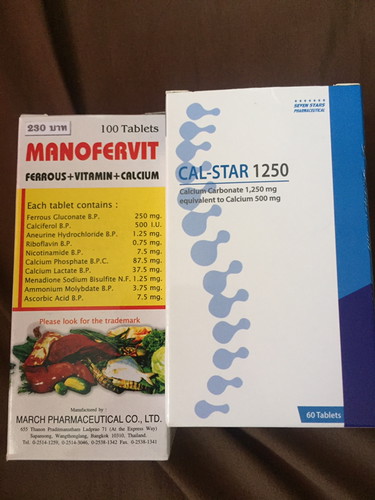 230 บาท
100 Tablets
MANOFERVIT
FERROUS+VITAMIN+CALCIUM
Each tablet contains :
Ferrous Gluconate B.P. 250 mg.
Calciferol B.P. 500 I.U.
Aneurine Hydrochloride B.P. 1.25 mg.
Riboflavin B.P. 0.75 mg.
Nicotinamide B.P. 7.5 mg.
Calcium Phosphate B.P.C. 87.5 mg.
Calcium Lactate B.P. 37.5 mg.
Menadione Sodium Bisulfite N.F. 1.25 mg.
Ammonium Molybdate B.P. 3.75 mg.
Ascorbic Acid B.P. 7.5 mg.
Please look for the trademark
Manufactured by :
MARCH PHARMACEUTICAL CO., LTD.
Wangthonglang, Bangkok 10310, Thailand.
SEVEN STARS
PHARMACEUTICAL
CAL-STAR 1250
Calcium Carbonate 1,250 mg
equivalent to Calcium 500 mg
60 Tablets